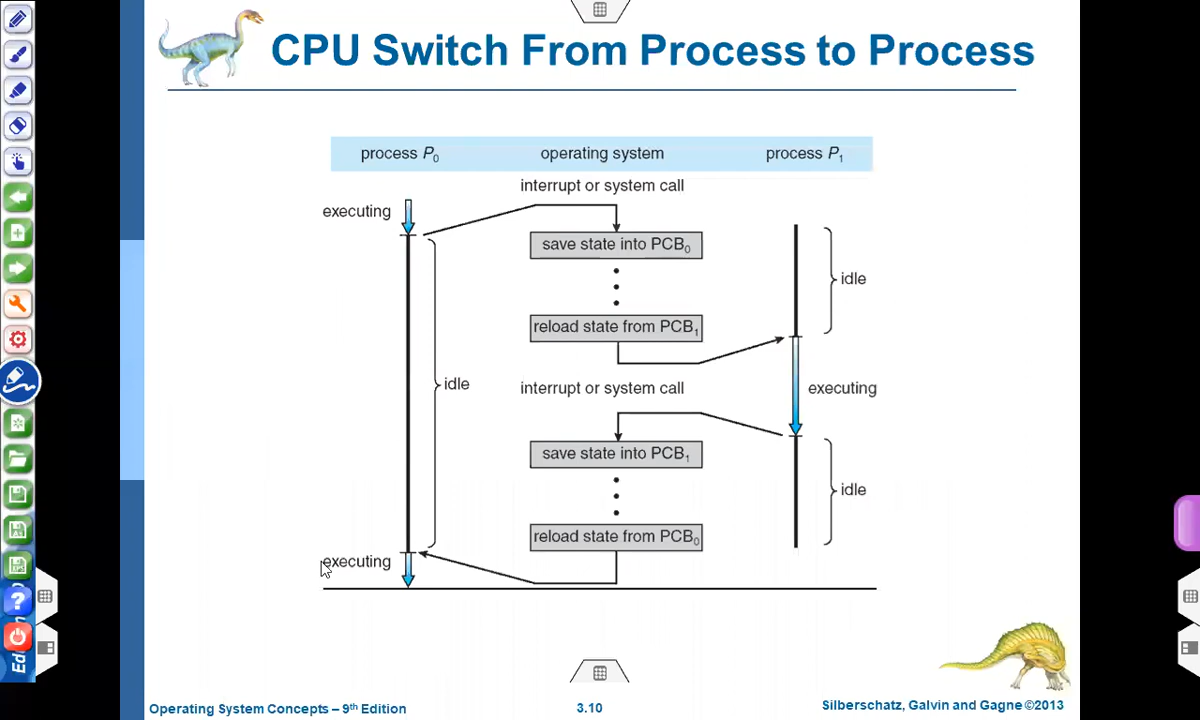 CPU Switch From Process to Process
process P0 operating system process P1
interrupt or system call
executing
save state into PCB0
idle
reload state from PCB1
idle
interrupt or system call
executing
save state into PCB1
idle
reload state from PCB0
executing
Operating System Concepts – 9th Edition
3.10
Silberschatz, Galvin and Gagne ©2013